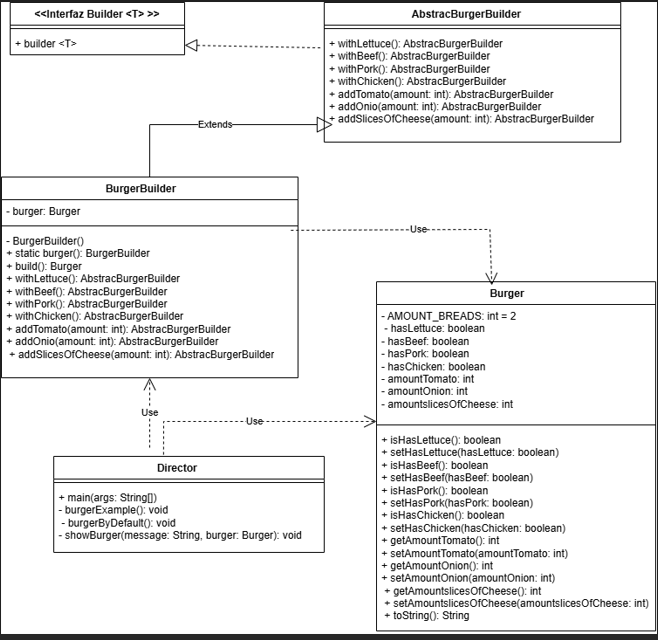 <<Interfaz Builder <T> >>
+ builder <T>
AbstracBurgerBuilder
+ withLettuce(): AbstracBurgerBuilder
+ withBeef(): AbstracBurgerBuilder
+ withPork(): AbstracBurgerBuilder
+ withChicken(): AbstracBurgerBuilder
+ addTomato(amount: int): AbstracBurgerBuilder
+ addOnio(amount: int): AbstracBurgerBuilder
+ addSlicesOfCheese(amount: int): AbstracBurgerBuilder
Extends
BurgerBuilder
- burger: Burger
- BurgerBuilder()
+ static burger(): BurgerBuilder
+ build(): Burger
+ withLettuce(): AbstracBurgerBuilder
+ withBeef(): AbstracBurgerBuilder
+ withPork(): AbstracBurgerBuilder
+ withChicken(): AbstracBurgerBuilder
+ addTomato(amount: int): AbstracBurgerBuilder
+ addOnio(amount: int): AbstracBurgerBuilder
+ addSlicesOfCheese(amount: int): AbstracBurgerBuilder
Use
Burger
- AMOUNT_BREADS: int = 2
- hasLettuce: boolean
- hasBeef: boolean
- hasPork: boolean
- hasChicken: boolean
- amountTomato: int
- amountOnion: int
- amountslicesOfCheese: int
+ isHasLettuce(): boolean
+ setHasLettuce(hasLettuce: boolean)
+ isHasBeef(): boolean
+ setHasBeef(hasBeef: boolean)
+ isHasPork(): boolean
+ setHasPork(hasPork: boolean)
+ isHasChicken(): boolean
+ setHasChicken(hasChicken: boolean)
+ getAmountTomato(): int
+ setAmountTomato(amountTomato: int)
+ getAmountOnion(): int
+ setAmountOnion(amountOnion: int)
+ getAmountslicesOfCheese(): int
+ setAmountslicesOfCheese(amountslicesOfCheese: int)
+ toString(): String
Use
Use
Director
+ main(args: String[])
- burgerExample(): void
- burgerByDefault(): void
- showBurger(message: String, burger: Burger): void